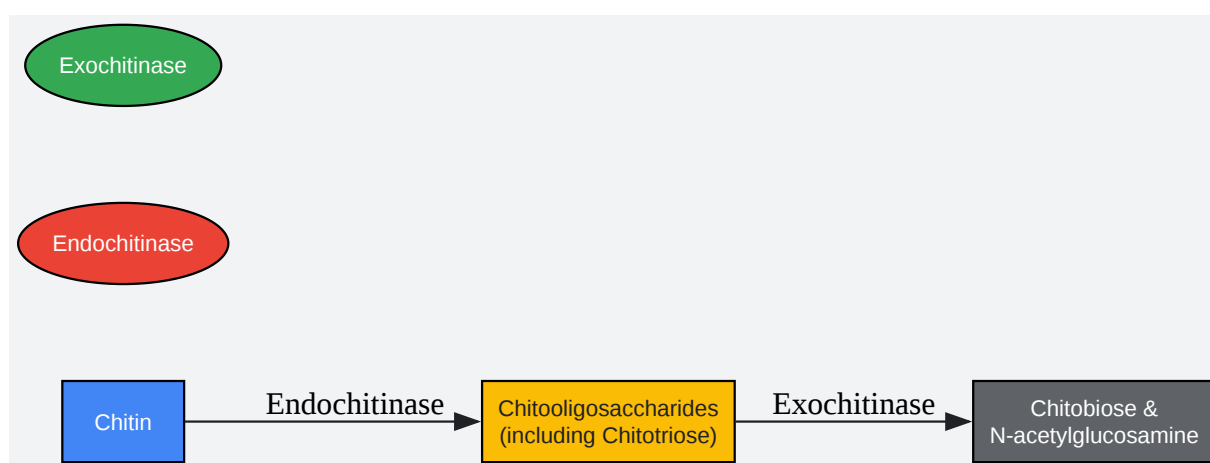 Exochitinase
Endochitinase
Chitin
Endochitinase
Chitooligosaccharides
(including Chitotriose)
Exochitinase
Chitobiose &
N-acetylglucosamine